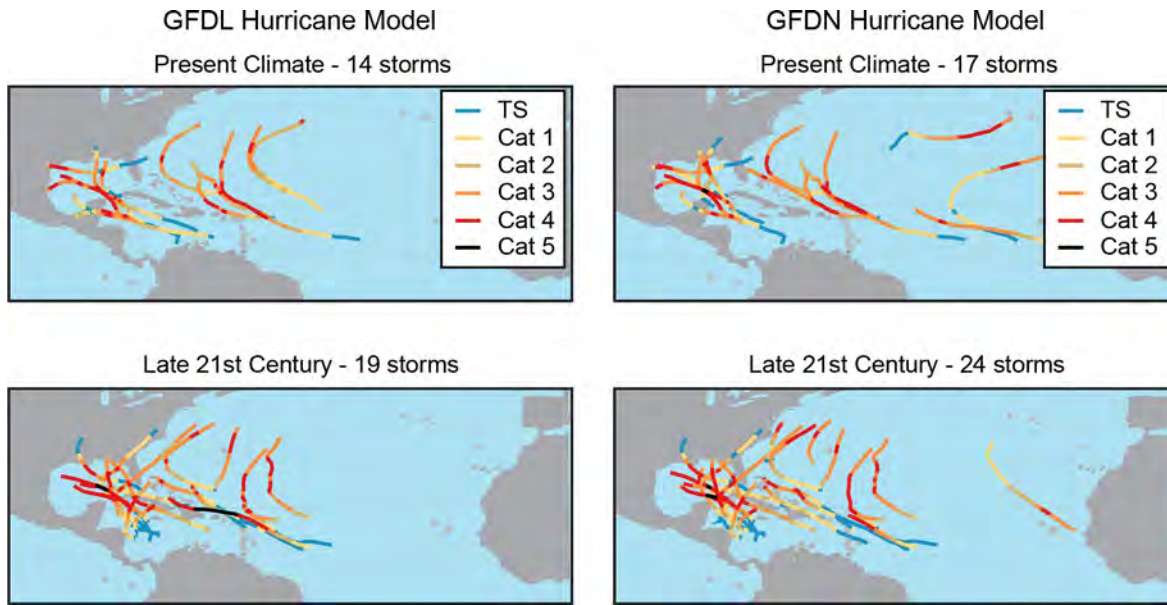 GFDL Hurricane Model
GFDN Hurricane Model
Present Climate - 14 storms
Present Climate - 17 storms
TS
Cat 1
Cat 2
Cat 3
Cat 4
Cat 5
TS
Cat 1
Cat 2
Cat 3
Cat 4
Cat 5
Late 21st Century - 19 storms
Late 21st Century - 24 storms